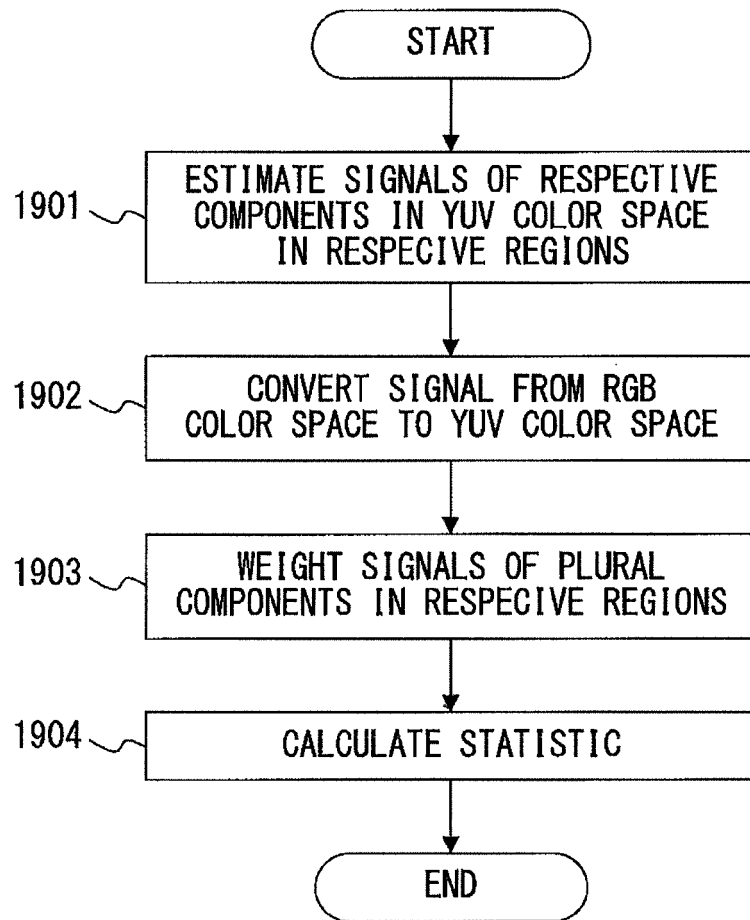 START
1901
ESTIMATE SIGNALS OF RESPECTIVE
COMPONENTS IN YUV COLOR SPACE
IN RESPECIVE REGIONS
1902
CONVERT SIGNAL FROM RGB
COLOR SPACE TO YUV COLOR SPACE
1903
WEIGHT SIGNALS OF PLURAL
COMPONENTS IN RESPECIVE REGIONS
1904
CALCULATE STATISTIC
END